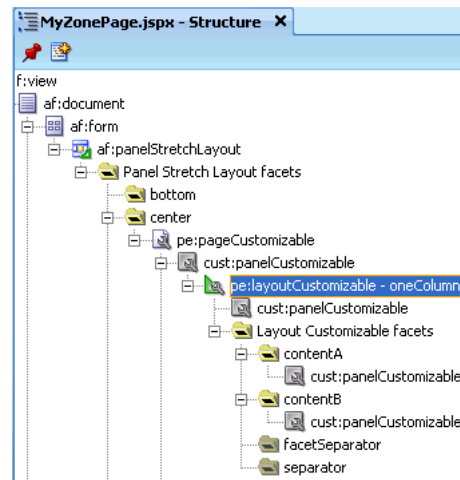 MyZonePage.jspx - Structure
f:view
af:document
af:form
af:panelStretchLayout
Panel Stretch Layout facets
bottom
center
pe:pageCustomizable
cust:panelCustomizable
pe:layoutCustomizable - oneColumn
cust:panelCustomizable
Layout Customizable facets
contentA
cust:panelCustomizable
contentB
cust:panelCustomizable
facetSeparator
separator